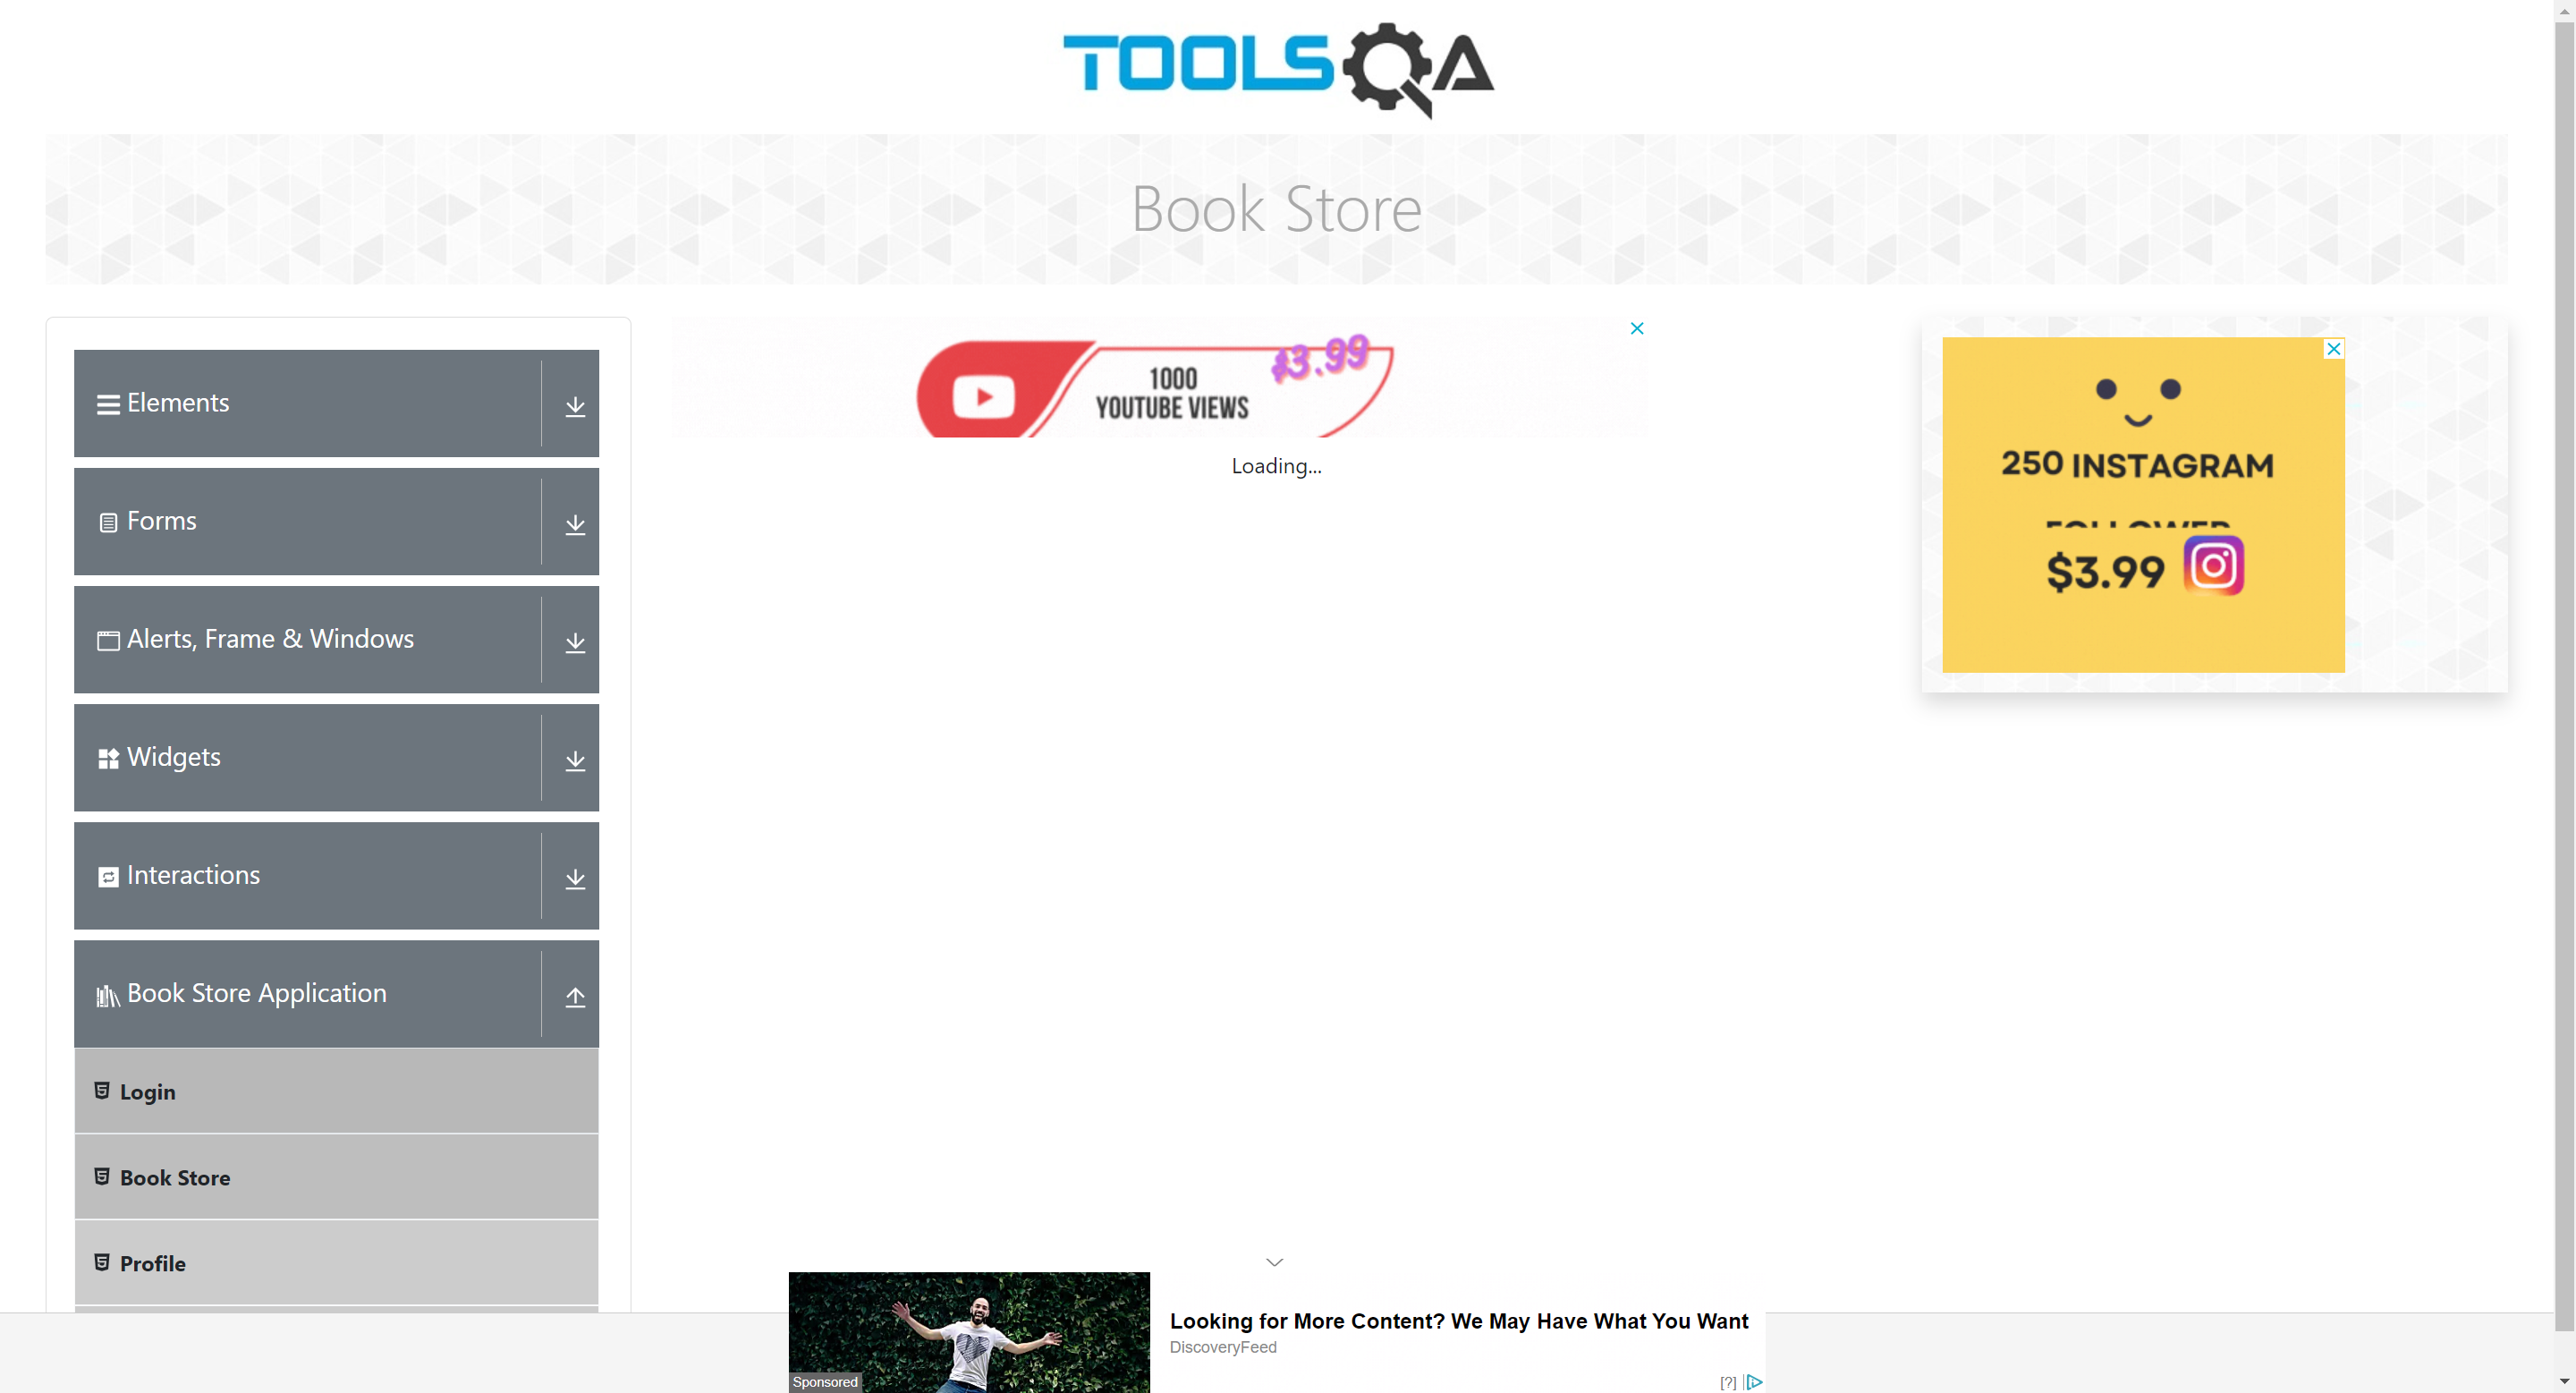 TOOLSQA
Book Store
Elements
Forms
Alerts, Frame & Windows
Widgets
Interactions
Book Store Application
Login
Book Store
Profile
1000
YOUTUBE VIEWS
$3.99
Loading...
250 INSTAGRAM
FOLLOWER
$3.99
Looking for More Content? We May Have What You Want
DiscoveryFeed
Sponsored
[?]